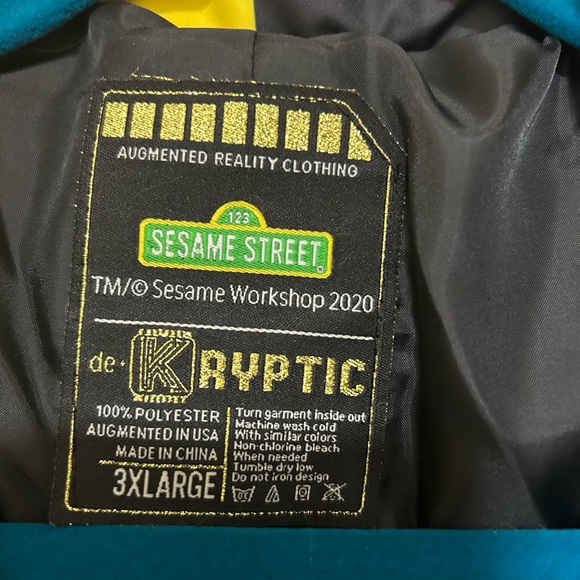 AUGMENTED REALITY CLOTHING
123
SESAME STREET
TM/© Sesame Workshop 2020
de•KRYPTIC
100% POLYESTER
AUGMENTED IN USA
MADE IN CHINA
3XLARGE
Turn garment inside out
Machine wash cold
With similar colors
Non-chlorine bleach
When needed
Tumble dry low
Do not iron design